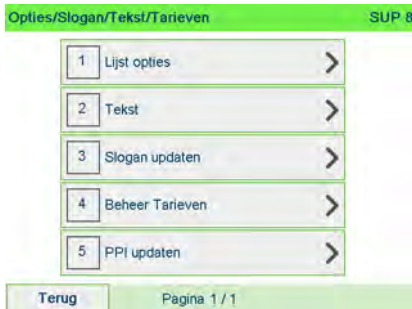 Opties/Slogan/Tekst/Tarieven SUP 8
1 Lijst opties
2 Tekst
3 Slogan updaten
4 Beheer Tarieven
5 PPI updaten
Terug Pagina 1 / 1